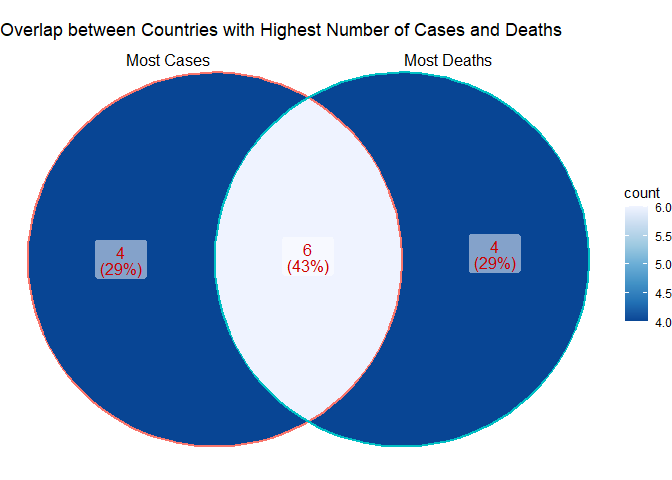 Overlap between Countries with Highest Number of Cases and Deaths
Most Cases
Most Deaths
4
(29%)
6
(43%)
4
(29%)
count
6.0
5.5
5.0
4.5
4.0